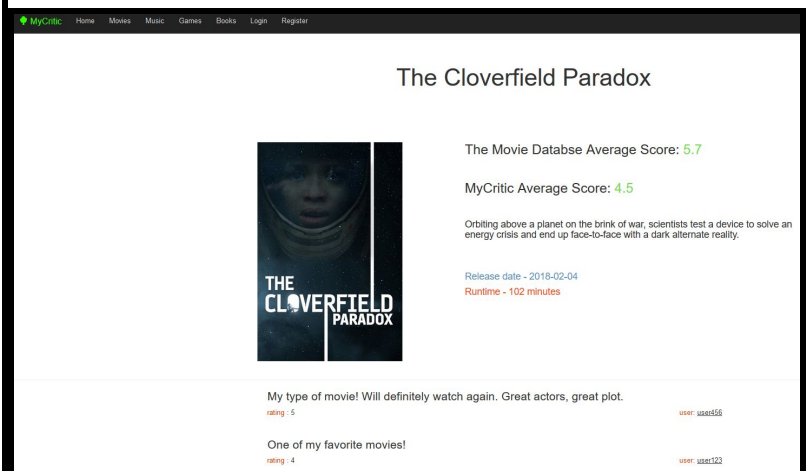 MyCritic Home Movies Music Games Books Login Register
The Cloverfield Paradox
The Movie Databse Average Score: 5.7
MyCritic Average Score: 4.5
Orbiting above a planet on the brink of war, scientists test a device to solve an
energy crisis and end up face-to-face with a dark alternate reality.
Release date - 2018-02-04
Runtime - 102 minutes
THE
CLOVERFIELD
PARADOX
My type of movie! Will definitely watch again. Great actors, great plot.
rating : 5 user: user456
One of my favorite movies!
rating : 4 user: user123